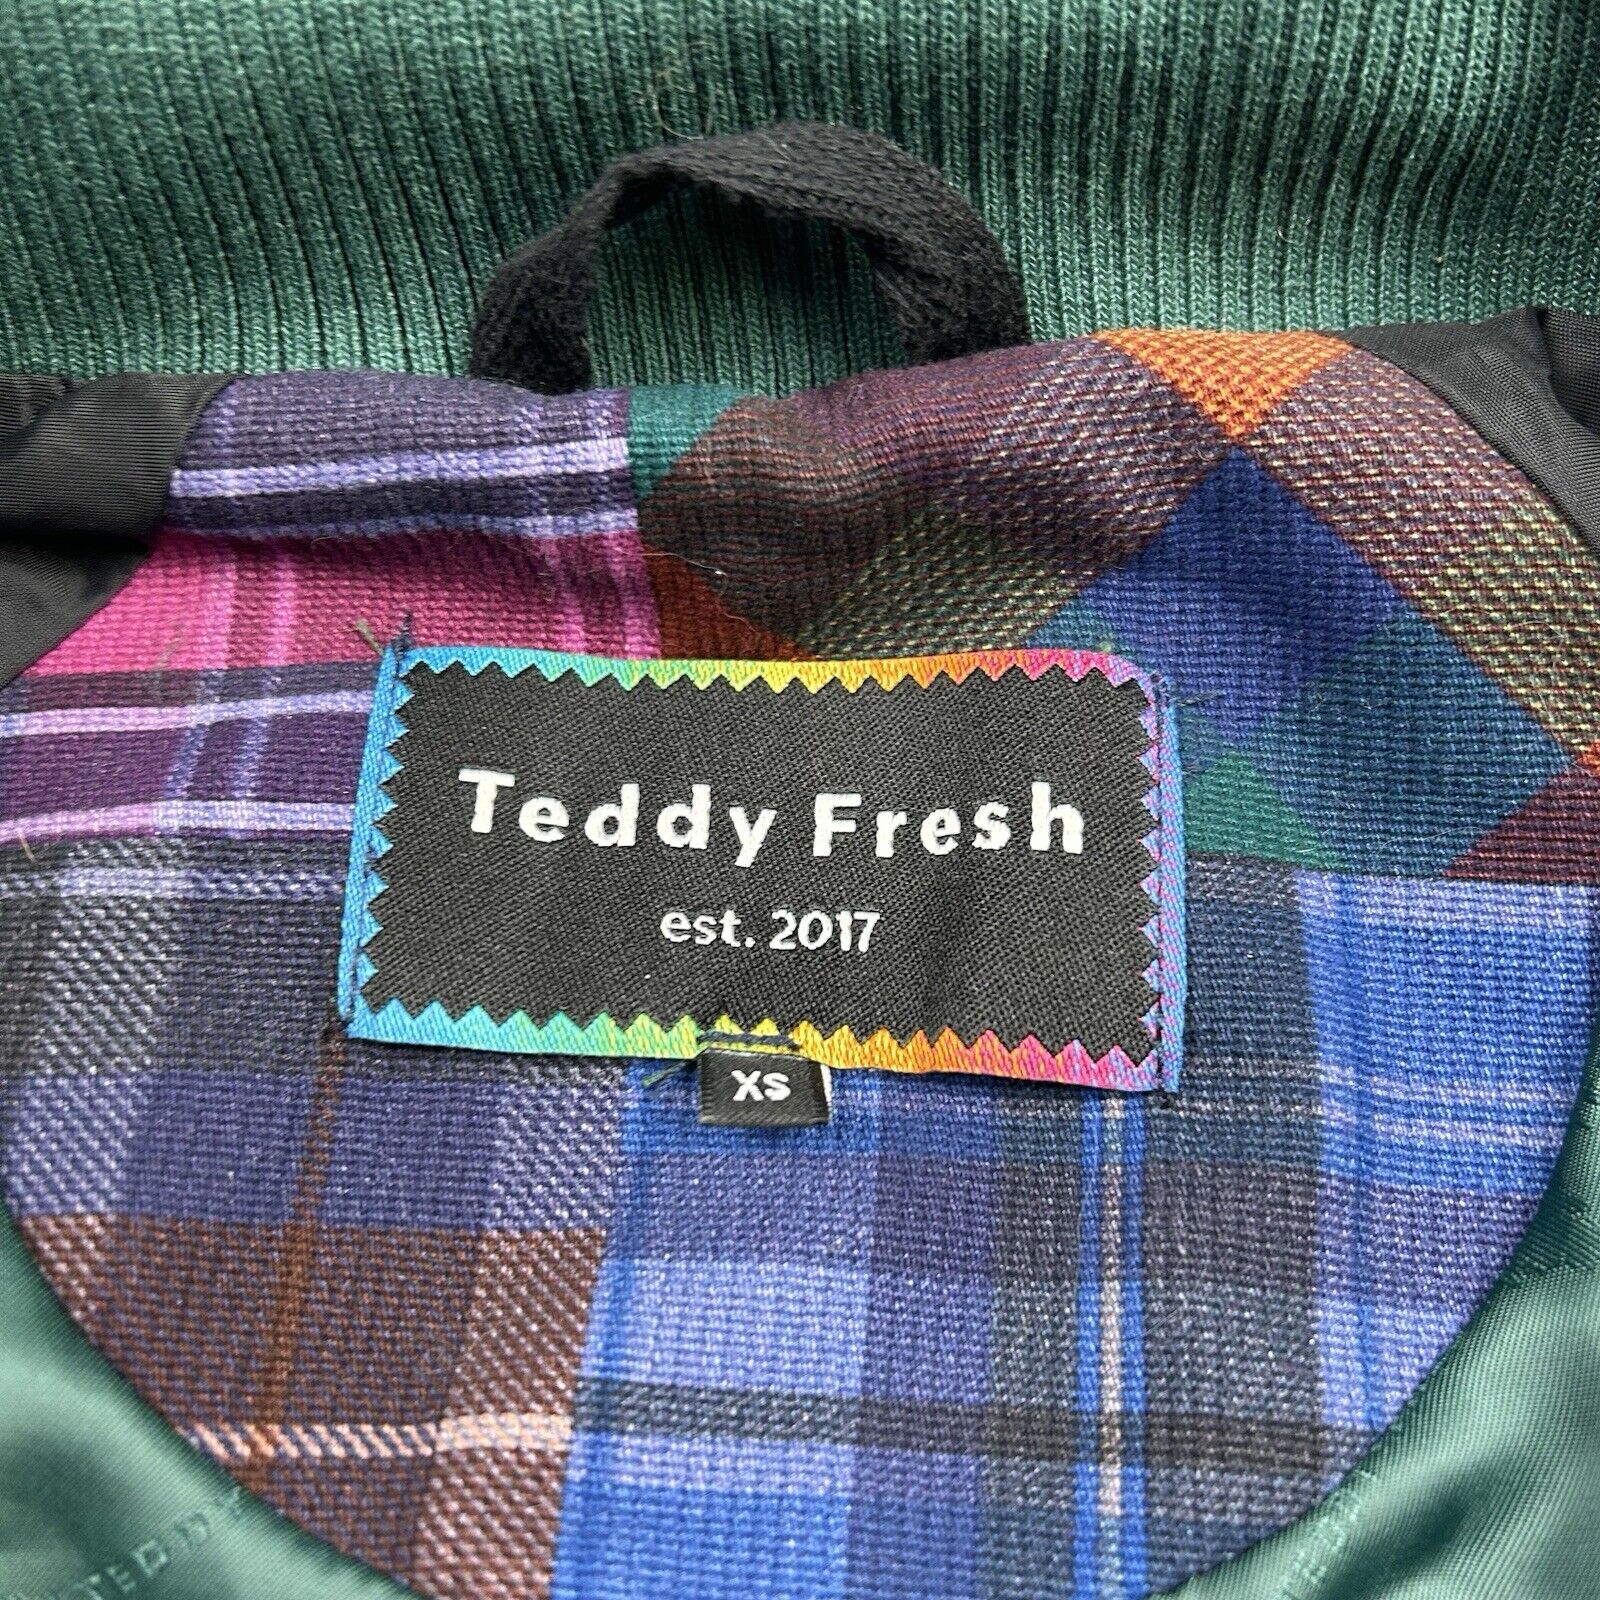 Teddy Fresh
est. 2017
XS